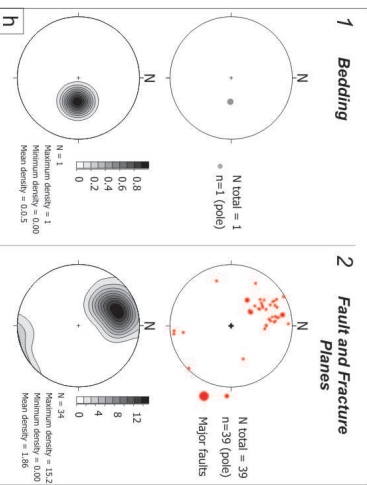 1 Bedding
N
N total = 1
n=1 (pole)
N
0.8
0.6
0.4
0.2
0
N = 1
Maximum density = 1
Minimum density = 0.00
Mean density = 0.0.5
h
2 Fault and Fracture
Planes
N
N total = 39
n=39 (pole)
Major faults
N
12
8
4
0
N = 34
Maximum density = 15.2
Minimum density = 0.00
Mean density = 1.86